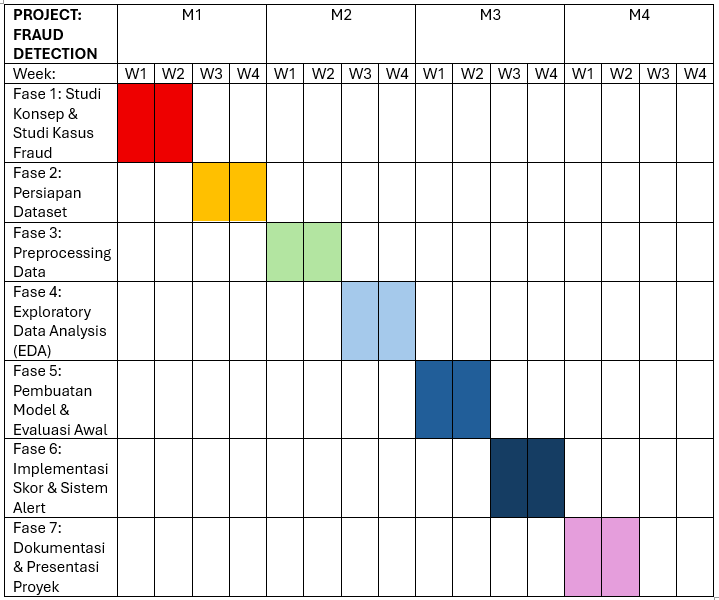 PROJECT: M1 M2 M3 M4
FRAUD
DETECTION
Week: W1 W2 W3 W4 W1 W2 W3 W4 W1 W2 W3 W4 W1 W2 W3 W4
Fase 1: Studi
Konsep &
Studi Kasus
Fraud
Fase 2:
Persiapan
Dataset
Fase 3:
Preprocessing
Data
Fase 4:
Exploratory
Data Analysis
(EDA)
Fase 5:
Pembuatan
Model &
Evaluasi Awal
Fase 6:
Implementasi
Skor & Sistem
Alert
Fase 7:
Dokumentasi
& Presentasi
Proyek